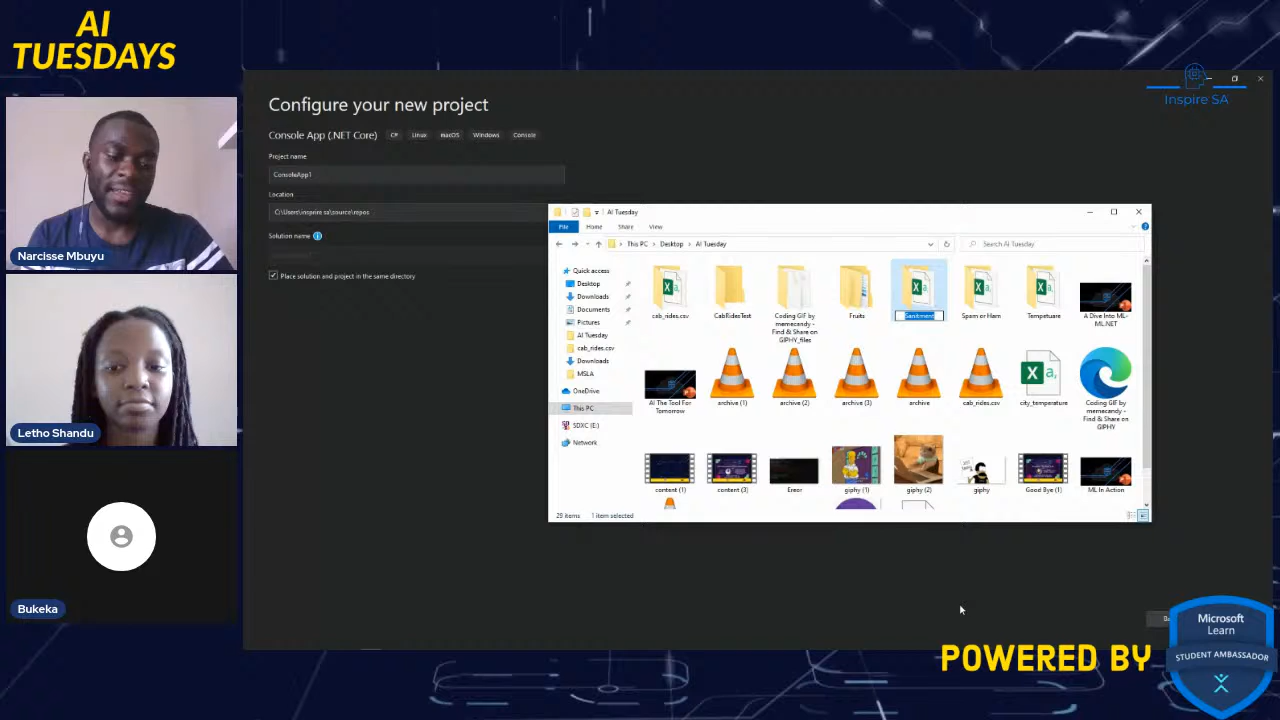 AI
TUESDAYS
Narcisse Mbuyu
Letho Shandu
Bukeka
Configure your new project
Console App (.NET Core)
C#
Linux
macOS
Windows
Console
Project name
ConsoleApp1
Location
C:\Users\inspire sa\source\repos
Solution name
Place solution and project in the same directory
Inspire SA
AI Tuesday
File
Home
Share
View
This PC
Desktop
AI Tuesday
Search AI Tuesday
Quick access
Desktop
Downloads
Documents
Pictures
AI Tuesday
cab_rides.csv
Downloads
MSLA
OneDrive
This PC
SDXC (E:)
Network
cab_rides.csv
CabRidesTest
Coding GIF by
memecandy -
Find & Share on
GIPHY_files
Fruits
Spam or Ham
Tempetuare
A Dive Into ML-
ML.NET
AI The Tool For
Tomorrow
archive (1)
archive (2)
archive (3)
archive
cab_rides.csv
city_temperature
Coding GIF by
memecandy -
Find & Share on
GIPHY
content (1)
content (3)
Error
giphy (1)
giphy (2)
giphy
Good Bye (1)
ML In Action
29 items
1 item selected
POWERED BY
Microsoft
Learn
STUDENT AMBASSADOR